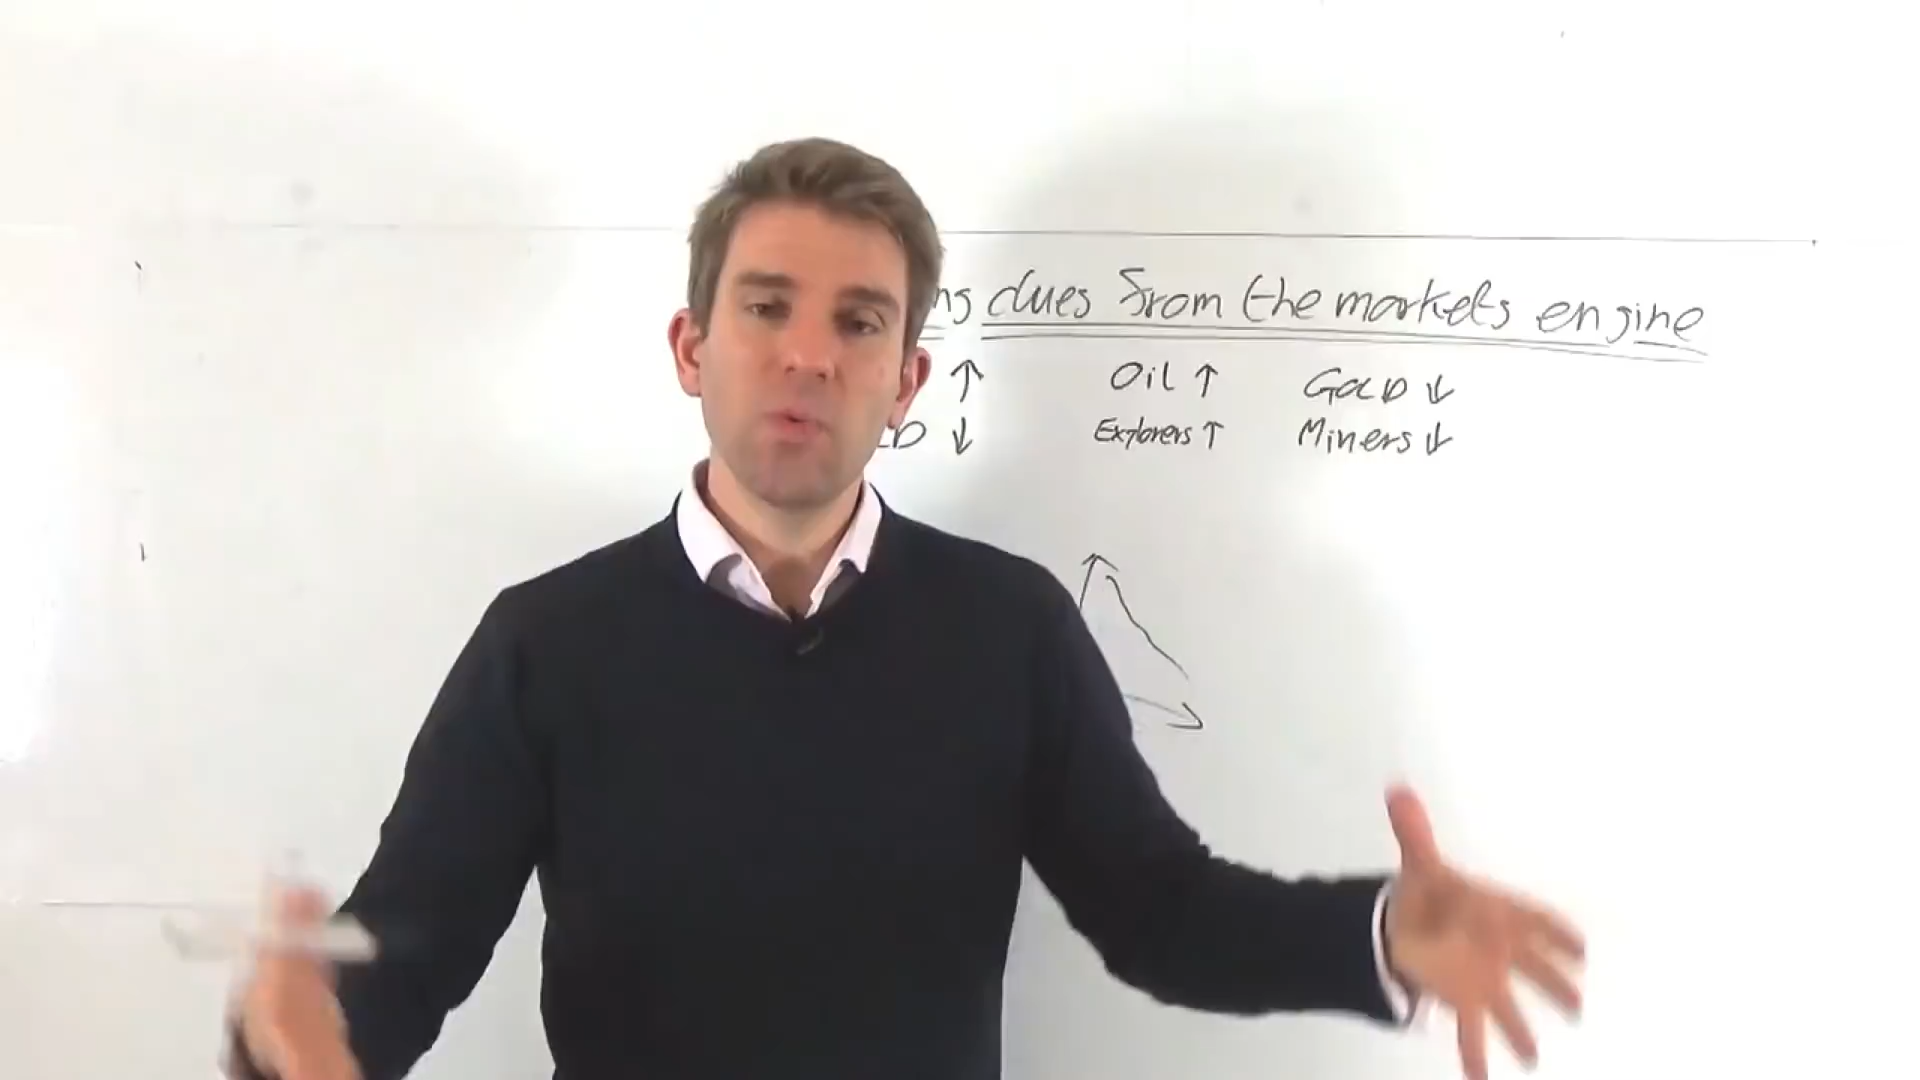 clues from the markets engine
↑ Oil ↑ GOLD ↓
↓ Explorers ↑ Miners ↓